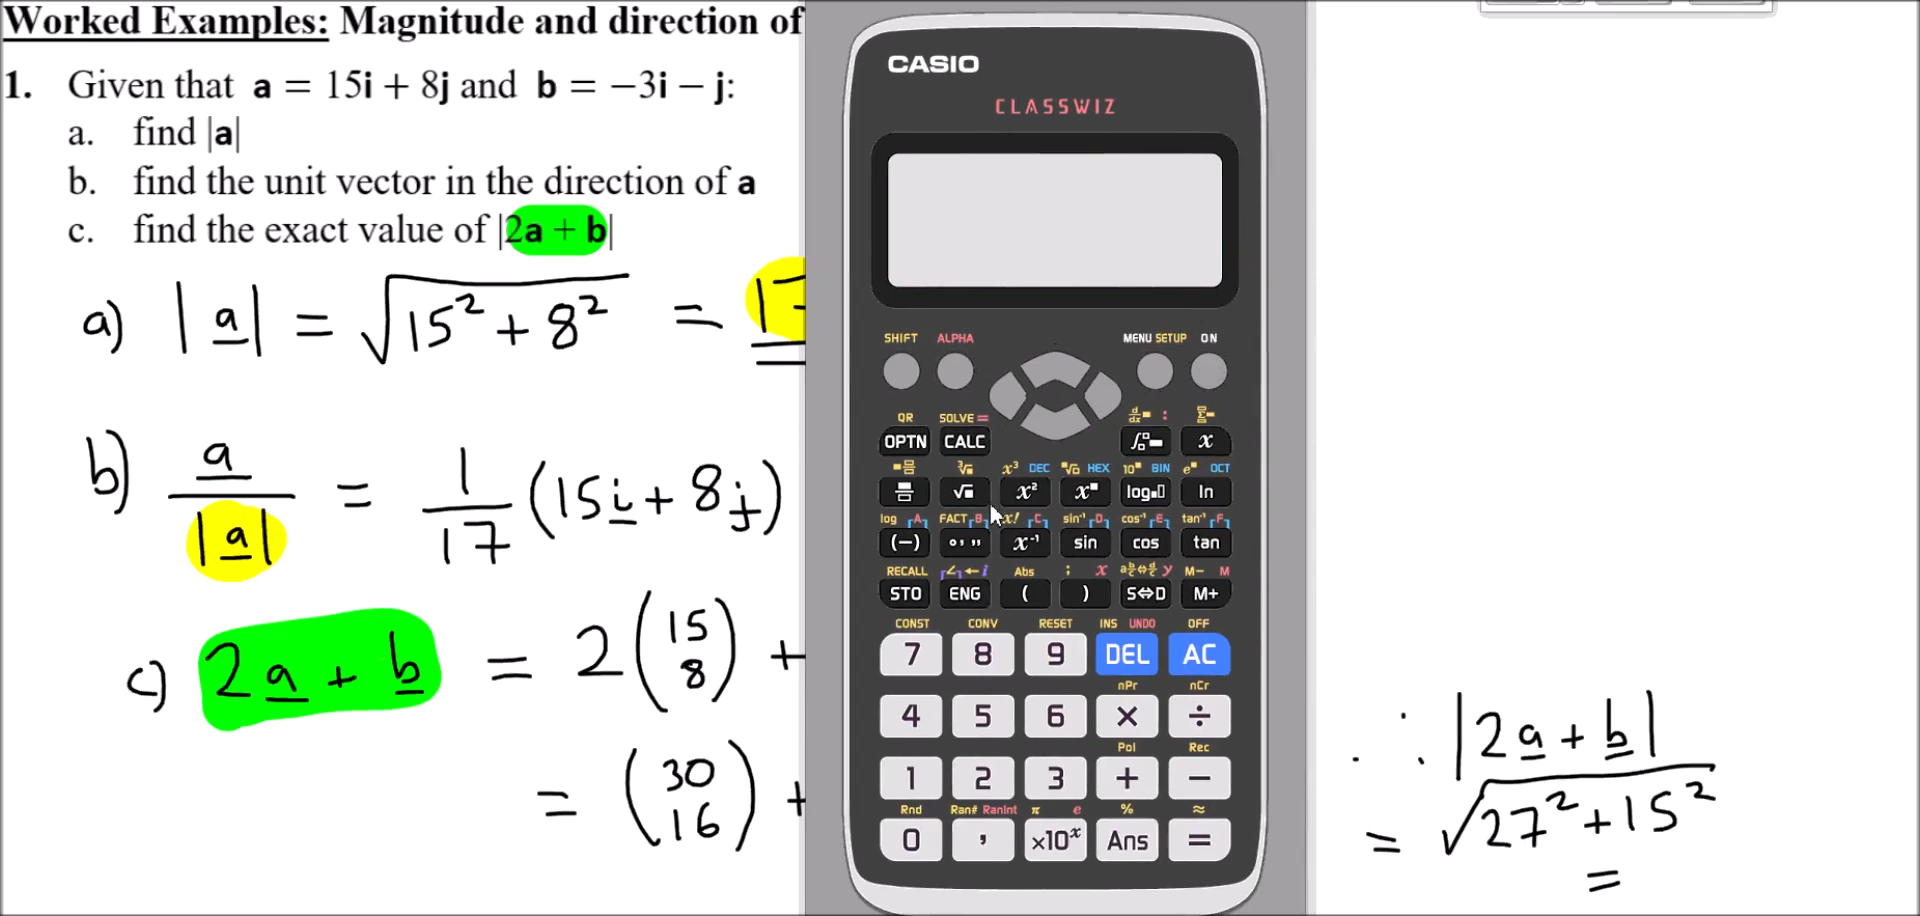 Worked Examples: Magnitude and direction of
1. Given that a = 15i + 8j and b = −3i − j:
a. find |a|
b. find the unit vector in the direction of a
c. find the exact value of |2a + b|
a) |a| = √15² + 8² =
b) a/|a| = 1/17 (15i + 8j)
c) 2a + b = 2(15 8) +
= (30 16) +
∴ |2a + b|
= √27² + 15²
=
CASIO
CLASSWIZ
SHIFT ALPHA MENU SETUP ON
QR SOLVE = d/dx :
OPTN CALC x
x³ DEC HEX 10 BIN e OCT
√ x² x log ln
log A FACT B x! C sin⁻¹ D cos⁻¹ E tan⁻¹ F
(−) ° ’ ” x⁻¹ sin cos tan
RECALL ∠ ← i Abs ; x y M− M
STO ENG ( ) S⇔D M+
CONST CONV RESET INS UNDO OFF
7 8 9 DEL AC
nPr nCr
4 5 6 × ÷
Pol Rec
1 2 3 + −
Rnd Ran# RanInt π e % ≈
0 , ×10ˣ Ans =